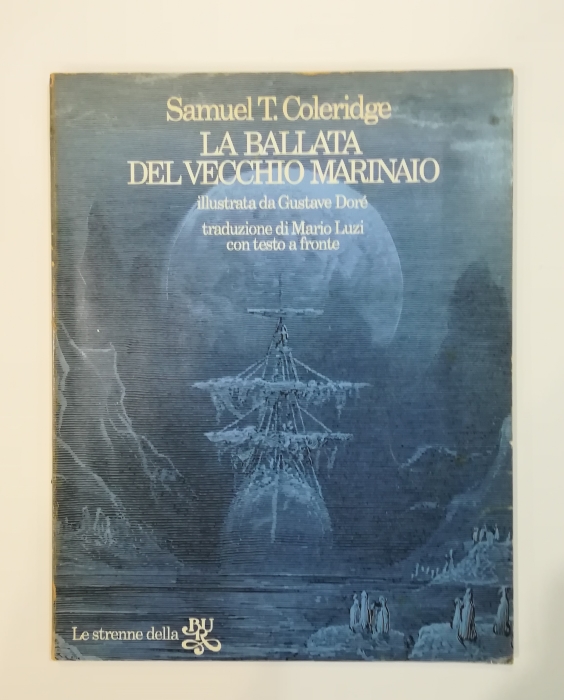 Samuel T. Coleridge
LA BALLATA
DEL VECCHIO MARINAIO
illustrata da Gustave Doré
traduzione di Mario Luzi
con testo a fronte
Le strenne della BUR